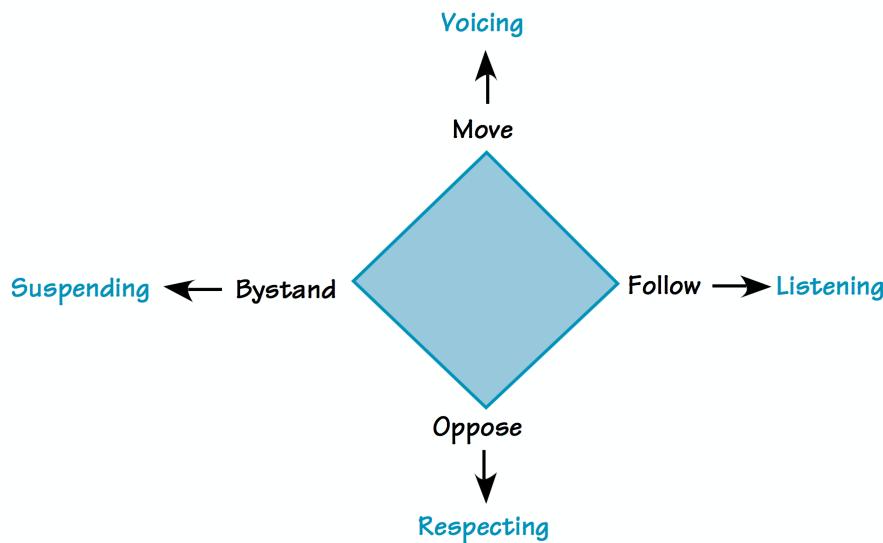 Voicing
Move
Suspending
Bystand
Follow
Listening
Oppose
Respecting